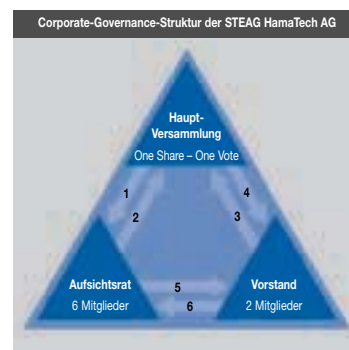 Corporate-Governance-Struktur der STEAG HamaTech AG
Haupt-
Versammlung
One Share – One Vote
1
4
2
3
Aufsichtsrat
6 Mitglieder
5
6
Vorstand
2 Mitglieder